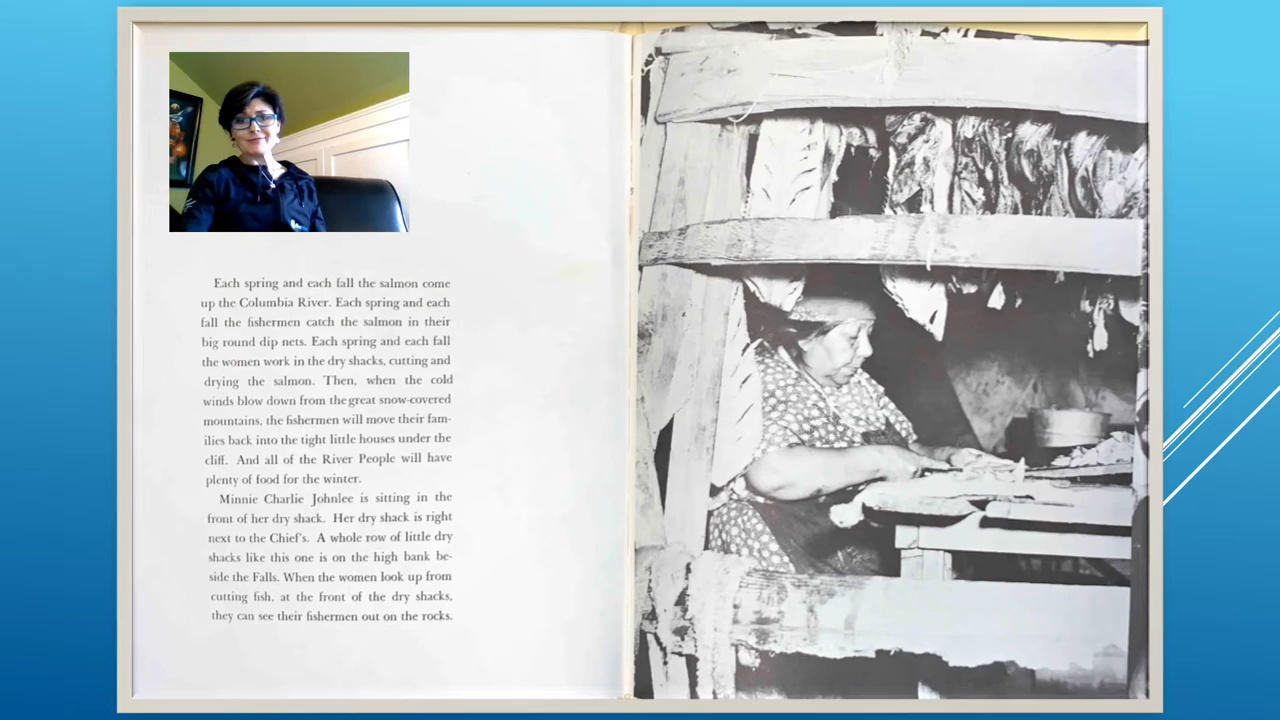 Each spring and each fall the salmon come
up the Columbia River. Each spring and each
fall the fishermen catch the salmon in their
big round dip nets. Each spring and each fall
the women work in the dry shacks, cutting and
drying the salmon. Then, when the cold
winds blow down from the great snow-covered
mountains, the fishermen will move their fam-
ilies back into the tight little houses under the
cliff. And all of the River People will have
plenty of food for the winter.
Minnie Charlie Johnlee is sitting in the
front of her dry shack. Her dry shack is right
next to the Chief's. A whole row of little dry
shacks like this one is on the high bank be-
side the Falls. When the women look up from
cutting fish, at the front of the dry shacks,
they can see their fishermen out on the rocks.